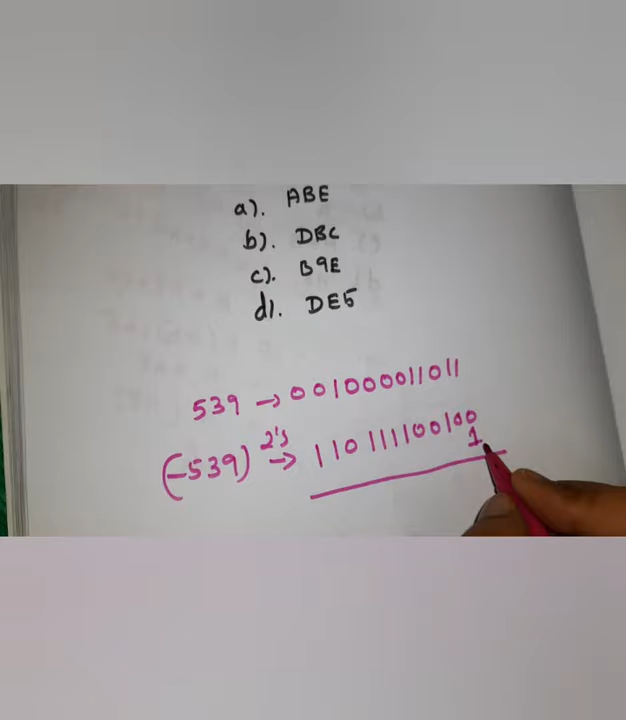 a). ABE
b). DBC
c). B9E
d). DE5
539 → 001000011011
(-539) 2's → 110111100100
1